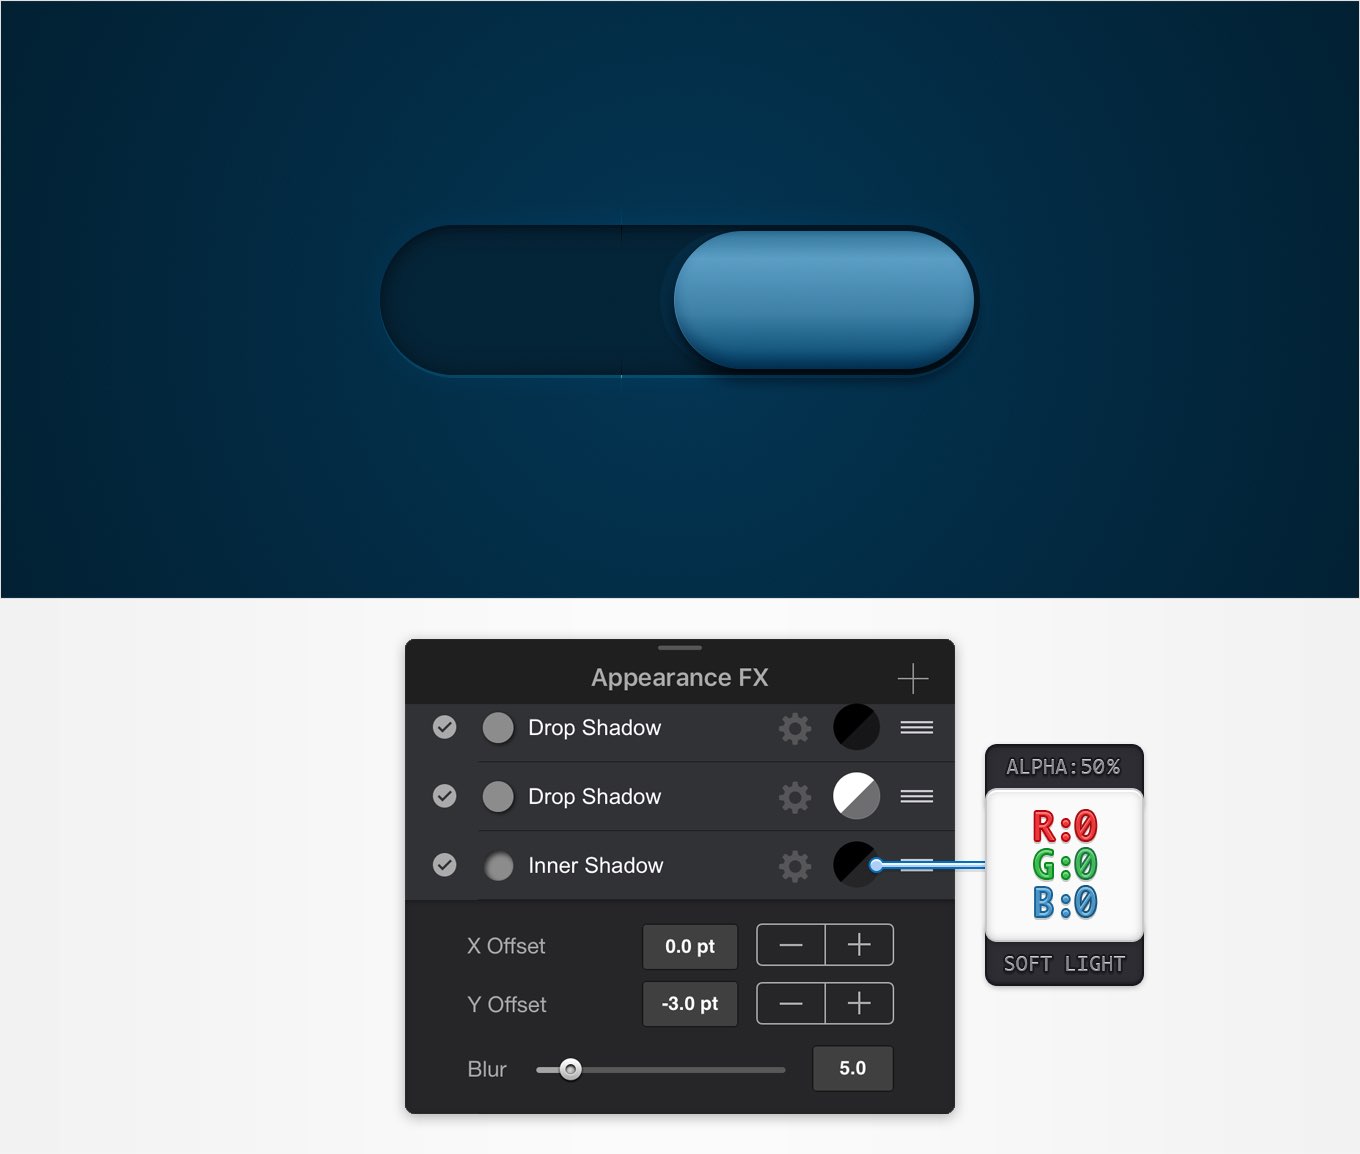 Appearance FX
Drop Shadow
Drop Shadow
Inner Shadow
X Offset 0.0 pt
Y Offset -3.0 pt
Blur 5.0
ALPHA:50%
R:0
G:0
B:0
SOFT LIGHT